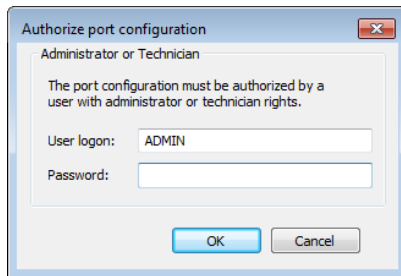 Authorize port configuration
Administrator or Technician
The port configuration must be authorized by a
user with administrator or technician rights.
User logon: ADMIN
Password:
OK Cancel